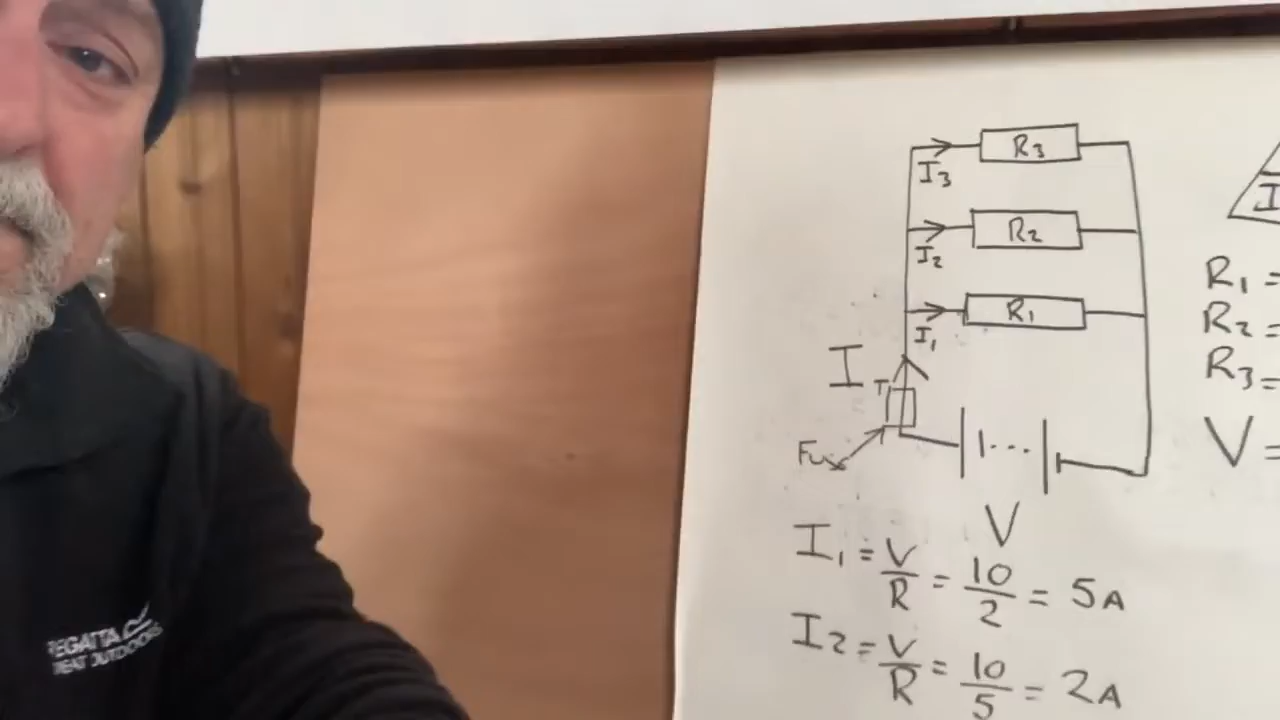 R3
I3
R2
I2
R1
I1
I
Fuse
V
I
R1 =
R2 =
R3 =
V =
I1 = V/R = 10/2 = 5A
I2 = V/R = 10/5 = 2A
REGATTA
GREAT OUTDOORS